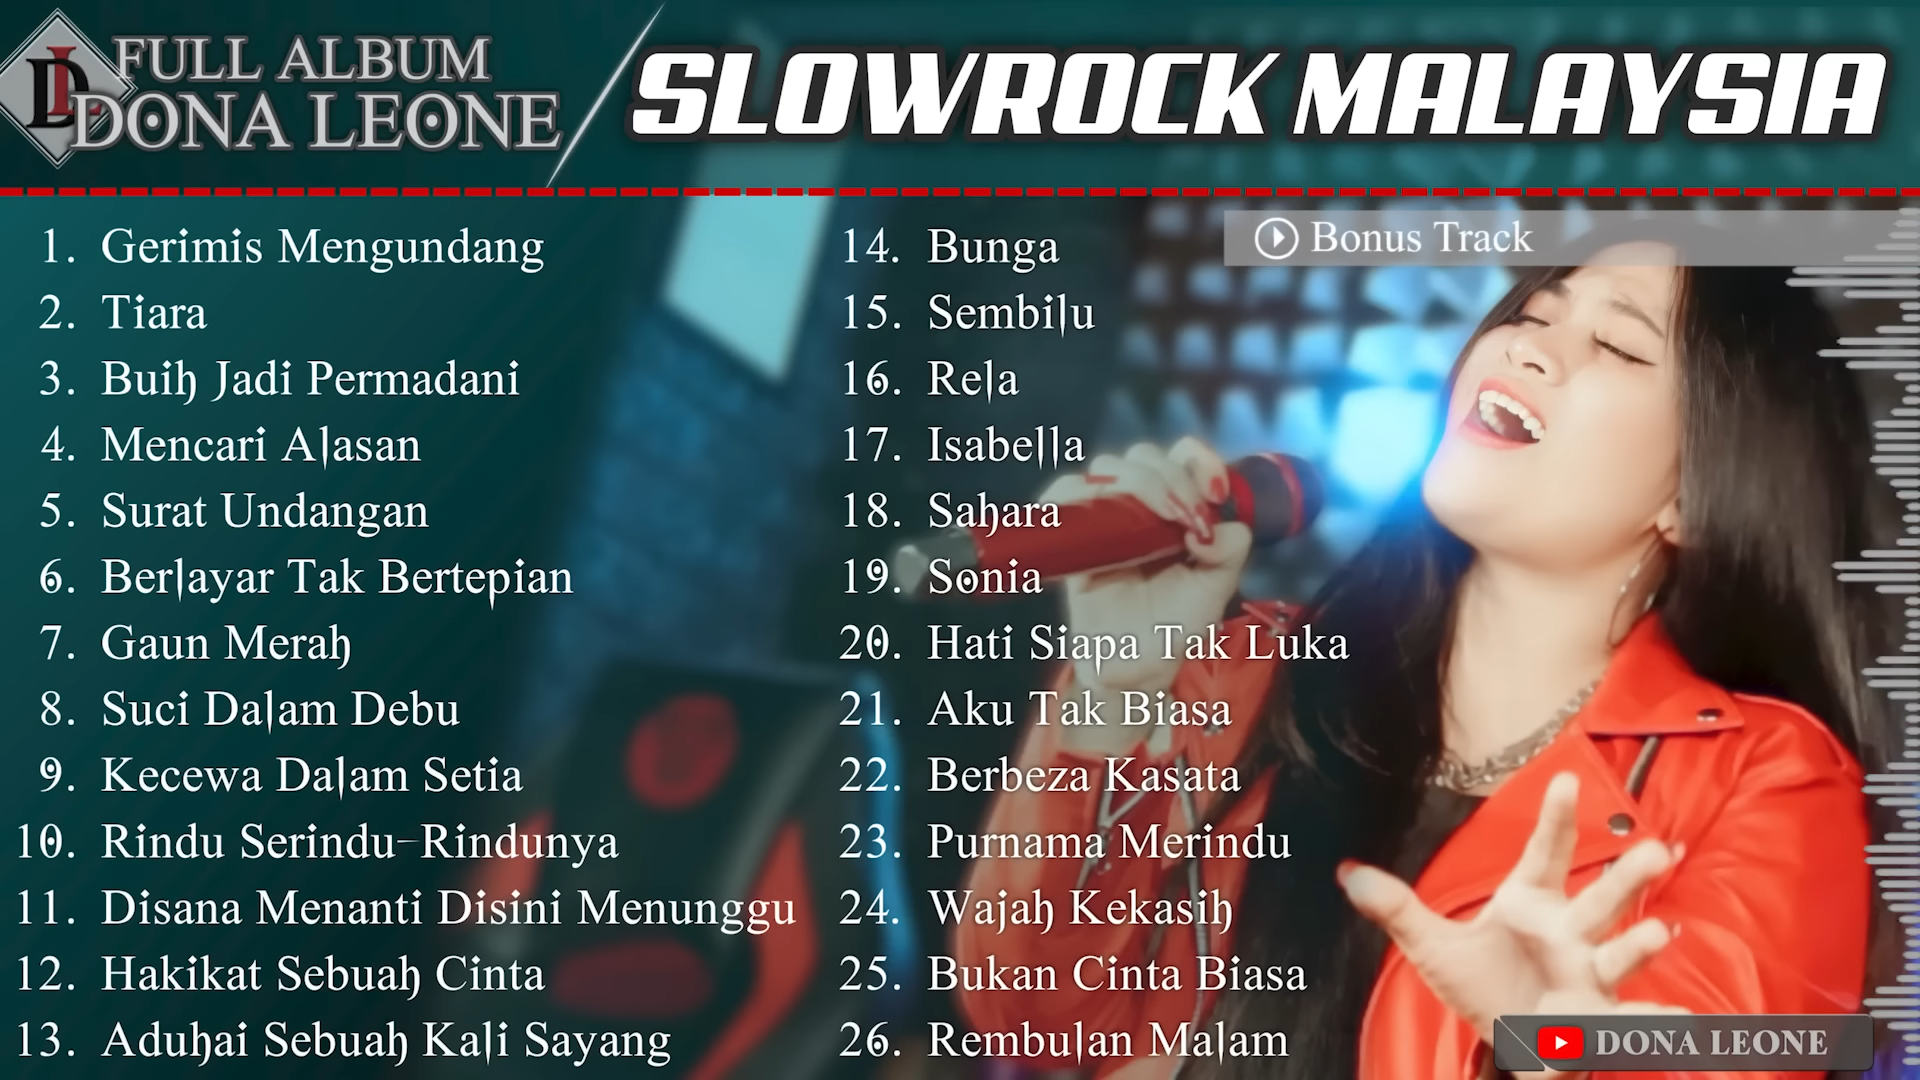 DL
FULL ALBUM
DONA LEONE
SLOWROCK MALAYSIA
Bonus Track
1. Gerimis Mengundang
2. Tiara
3. Buih Jadi Permadani
4. Mencari Alasan
5. Surat Undangan
6. Berlayar Tak Bertepian
7. Gaun Merah
8. Suci Dalam Debu
9. Kecewa Dalam Setia
10. Rindu Serindu-Rindunya
11. Disana Menanti Disini Menunggu
12. Hakikat Sebuah Cinta
13. Aduhai Sebuah Kali Sayang
14. Bunga
15. Sembilu
16. Rela
17. Isabella
18. Sahara
19. Sonia
20. Hati Siapa Tak Luka
21. Aku Tak Biasa
22. Berbeza Kasata
23. Purnama Merindu
24. Wajah Kekasih
25. Bukan Cinta Biasa
26. Rembulan Malam
DONA LEONE